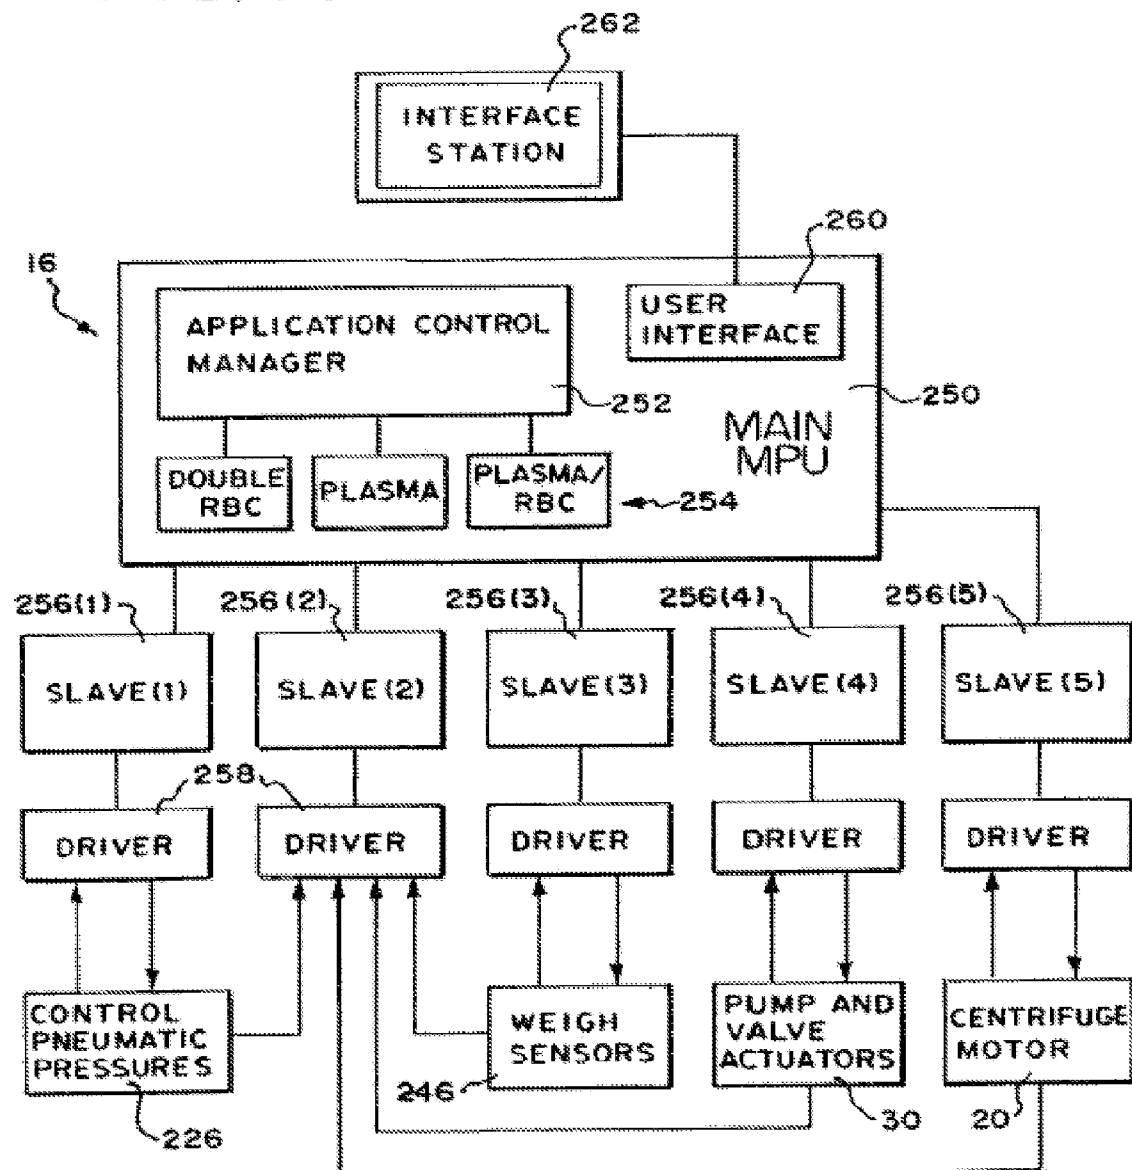 262
INTERFACE
STATION
260
16
USER
INTERFACE
APPLICATION CONTROL
MANAGER
252
250
MAIN
MPU
DOUBLE
RBC
PLASMA
PLASMA/
RBC
254
256(1)
256(2)
256(3)
256(4)
256(5)
SLAVE(1)
SLAVE(2)
SLAVE(3)
SLAVE(4)
SLAVE(5)
258
DRIVER
DRIVER
DRIVER
DRIVER
DRIVER
CONTROL
PNEUMATIC
PRESSURES
WEIGH
SENSORS
PUMP AND
VALVE
ACTUATORS
CENTRIFUGE
MOTOR
226
246
30
20